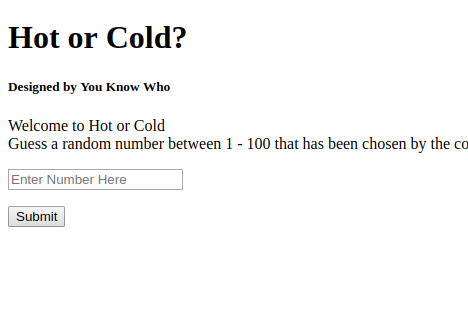 Hot or Cold?
Designed by You Know Who
Welcome to Hot or Cold
Guess a random number between 1 - 100 that has been chosen by the co
Enter Number Here
Submit